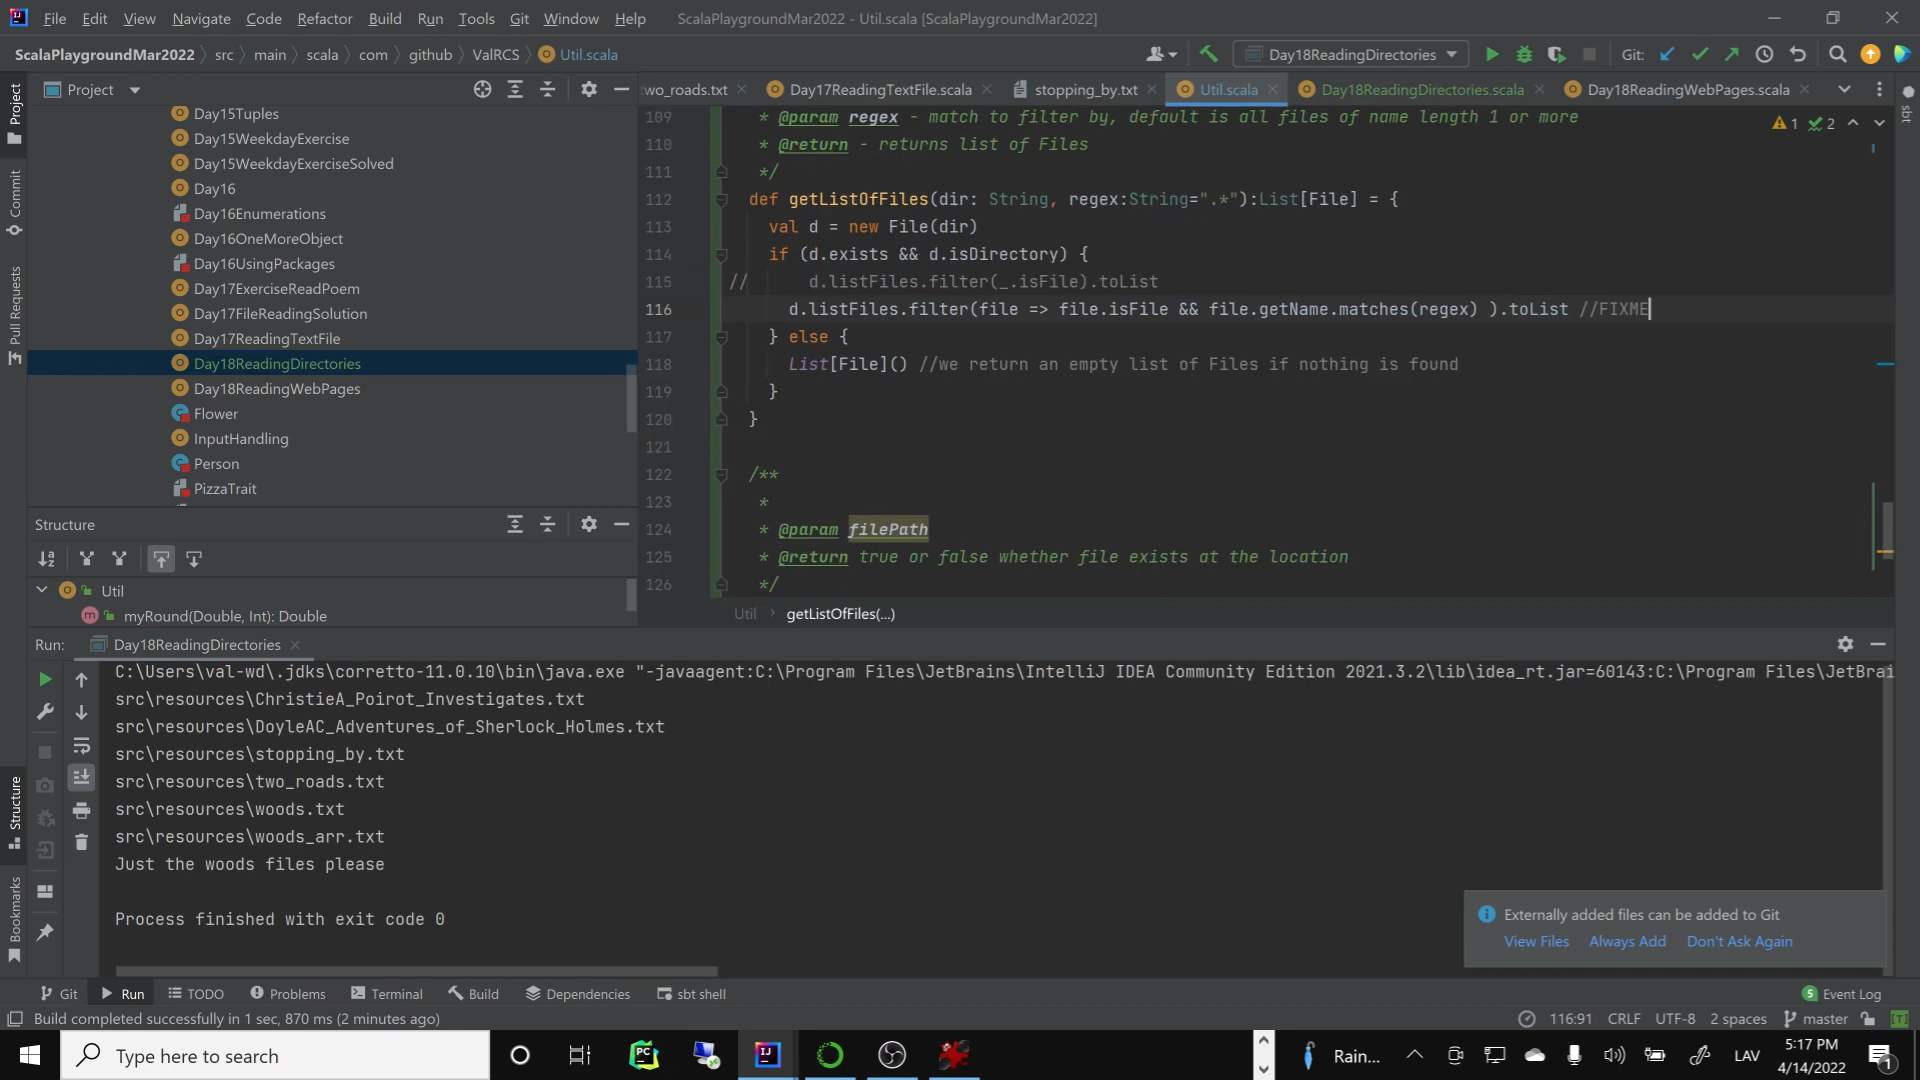 File Edit View Navigate Code Refactor Build Run Tools Git Window Help ScalaPlaygroundMar2022 - Util.scala [ScalaPlaygroundMar2022]
ScalaPlaygroundMar2022 src main scala com github ValRCS Util.scala Day18ReadingDirectories Git:
Project
two_roads.txt Day17ReadingTextFile.scala stopping_by.txt Util.scala Day18ReadingDirectories.scala Day18ReadingWebPages.scala
Day15Tuples
Day15WeekdayExercise
Day15WeekdayExerciseSolved
Day16
Day16Enumerations
Day16OneMoreObject
Day16UsingPackages
Day17ExerciseReadPoem
Day17FileReadingSolution
Day17ReadingTextFile
Day18ReadingDirectories
Day18ReadingWebPages
Flower
InputHandling
Person
PizzaTrait
Structure
Util
myRound(Double, Int): Double
Project
Commit
Pull Requests
Structure
Bookmarks
sbt
1 2
109 * @param regex - match to filter by, default is all files of name length 1 or more
110 * @return - returns list of Files
111 */
112 def getListOfFiles(dir: String, regex:String=".*"):List[File] = {
113 val d = new File(dir)
114 if (d.exists && d.isDirectory) {
115 // d.listFiles.filter(_.isFile).toList
116 d.listFiles.filter(file => file.isFile && file.getName.matches(regex) ).toList //FIXME
117 } else {
118 List[File]() //we return an empty list of Files if nothing is found
119 }
120 }
121
122 /**
123 *
124 * @param filePath
125 * @return true or false whether file exists at the location
126 */
Util getListOfFiles(...)
Run: Day18ReadingDirectories
C:\Users\val-wd\.jdks\corretto-11.0.10\bin\java.exe "-javaagent:C:\Program Files\JetBrains\IntelliJ IDEA Community Edition 2021.3.2\lib\idea_rt.jar=60143:C:\Program Files\JetBrai
src\resources\ChristieA_Poirot_Investigates.txt
src\resources\DoyleAC_Adventures_of_Sherlock_Holmes.txt
src\resources\stopping_by.txt
src\resources\two_roads.txt
src\resources\woods.txt
src\resources\woods_arr.txt
Just the woods files please
Process finished with exit code 0
Externally added files can be added to Git
View Files Always Add Don't Ask Again
Git Run TODO Problems Terminal Build Dependencies sbt shell 5 Event Log
Build completed successfully in 1 sec, 870 ms (2 minutes ago) 116:91 CRLF UTF-8 2 spaces master
Type here to search
Rain...
LAV
5:17 PM
4/14/2022
1